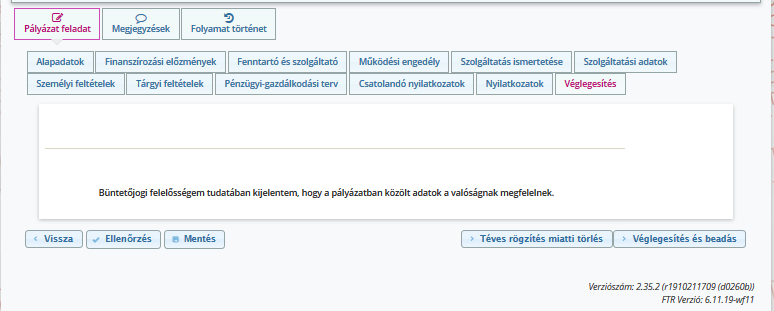 Pályázat feladat Megjegyzések Folyamat történet
Alapadatok Finanszírozási előzmények Fenntartó és szolgáltató Működési engedély Szolgáltatás ismertetése Szolgáltatási adatok
Személyi feltételek Tárgyi feltételek Pénzügyi-gazdálkodási terv Csatolandó nyilatkozatok Nyilatkozatok Véglegesítés
Büntetőjogi felelősségem tudatában kijelentem, hogy a pályázatban közölt adatok a valóságnak megfelelnek.
Vissza Ellenőrzés Mentés Téves rögzítés miatti törlés Véglegesítés és beadás
Verziószám: 2.35.2 (r1910211709 (d0260b))
FTR Verzió: 6.11.19-wf11